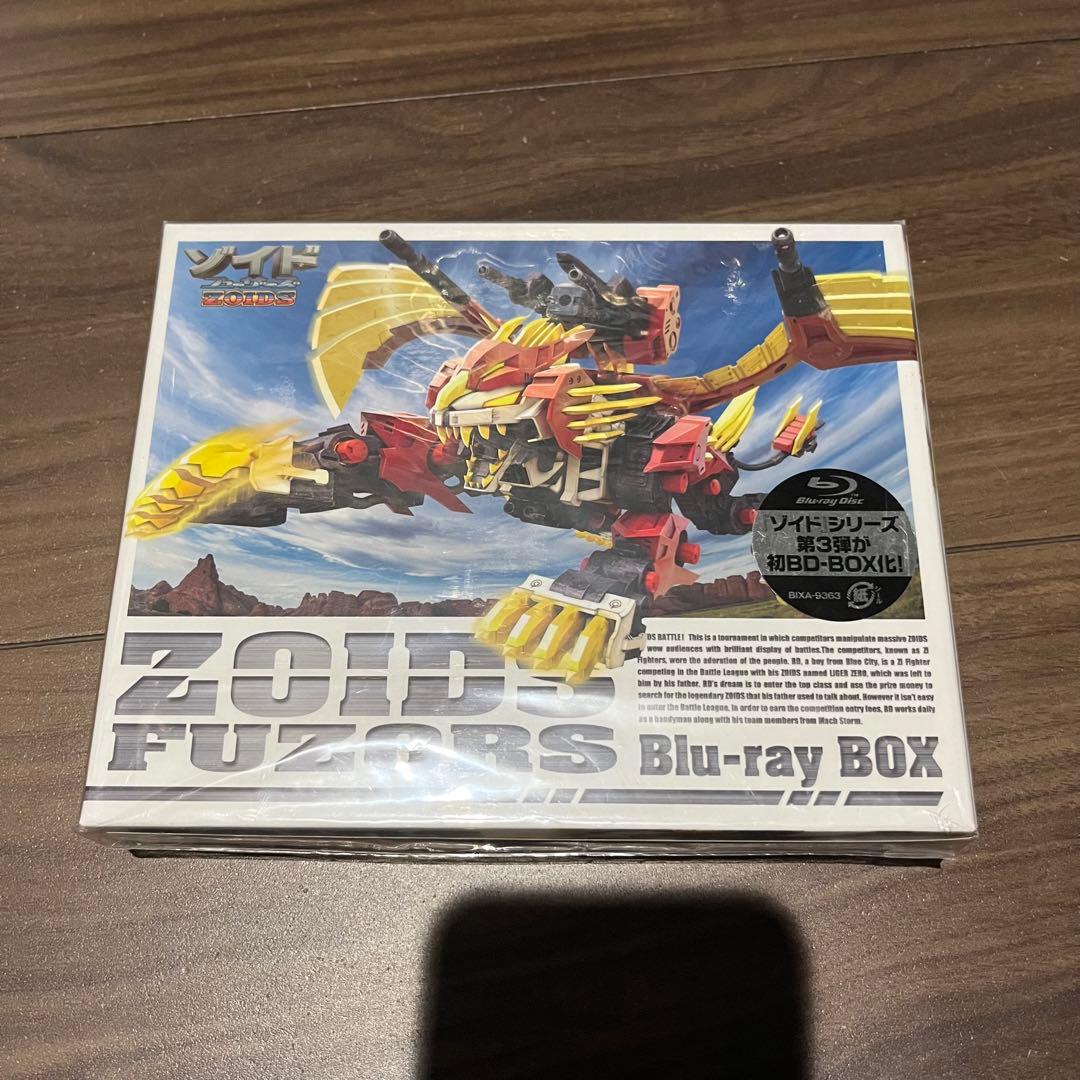 ゾイド
フューザーズ
ZOIDS
Blu-ray Disc
『ゾイド』シリーズ
第3弾が
初BD-BOX化!
BIXA-9363
紙
ZOIDS
FUZORS
DS BATTLE! This is a tournament in which competitors manipulate massive ZOIDS
wow audiences with brilliant display of battles.The competitors, known as ZI
Fighters, were the adoration of the people. RD, a boy from Blue City, is a ZI Fighter
competing in the Battle League with his ZOIDS named LIGER ZERO, which was left to
him by his father. RD's dream is to enter the top class and use the prize money to
search for the legendary ZOIDS that his father used to talk about. However it isn't easy
to enter the Battle League. In order to earn the competition entry fees, RD works daily
as a handyman along with his team members from Mach Storm.
Blu-ray BOX